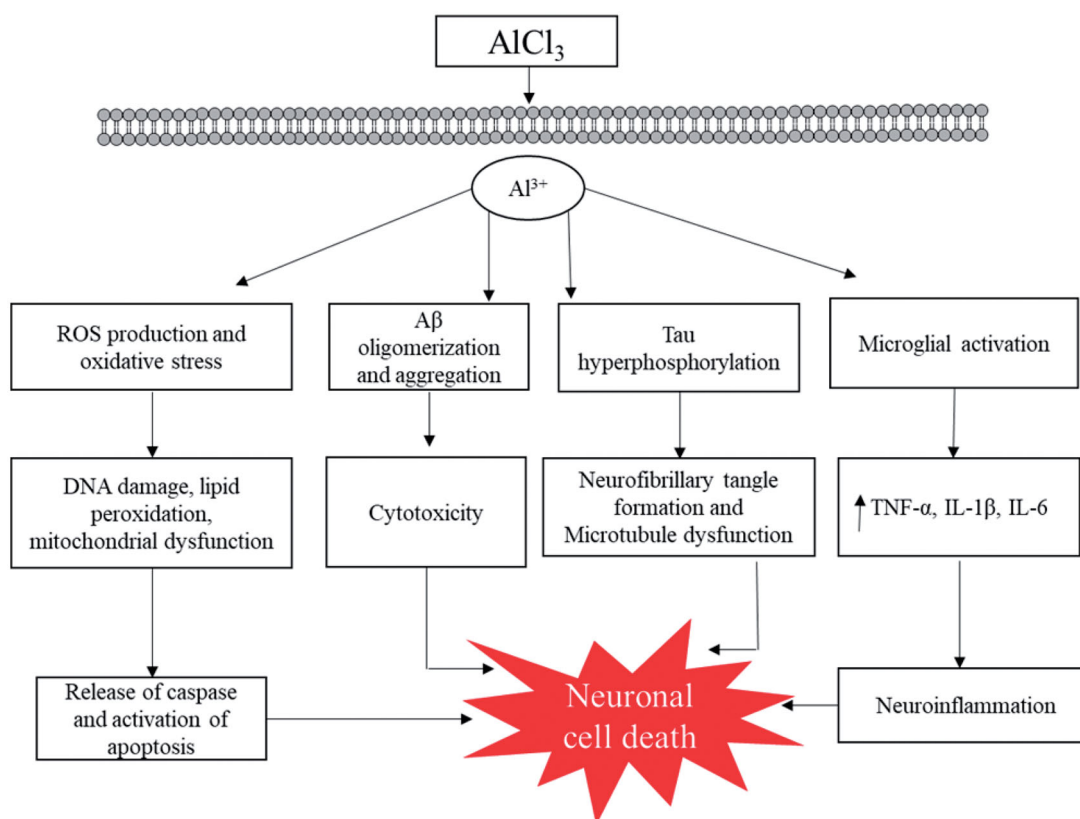 AlCl₃
Al³⁺
ROS production and
oxidative stress
Aβ
oligomerization
and aggregation
Tau
hyperphosphorylation
Microglial activation
DNA damage, lipid
peroxidation,
mitochondrial dysfunction
Cytotoxicity
Neurofibrillary tangle
formation and
Microtubule dysfunction
TNF-α, IL-1β, IL-6
Release of caspase
and activation of
apoptosis
Neuronal
cell death
Neuroinflammation